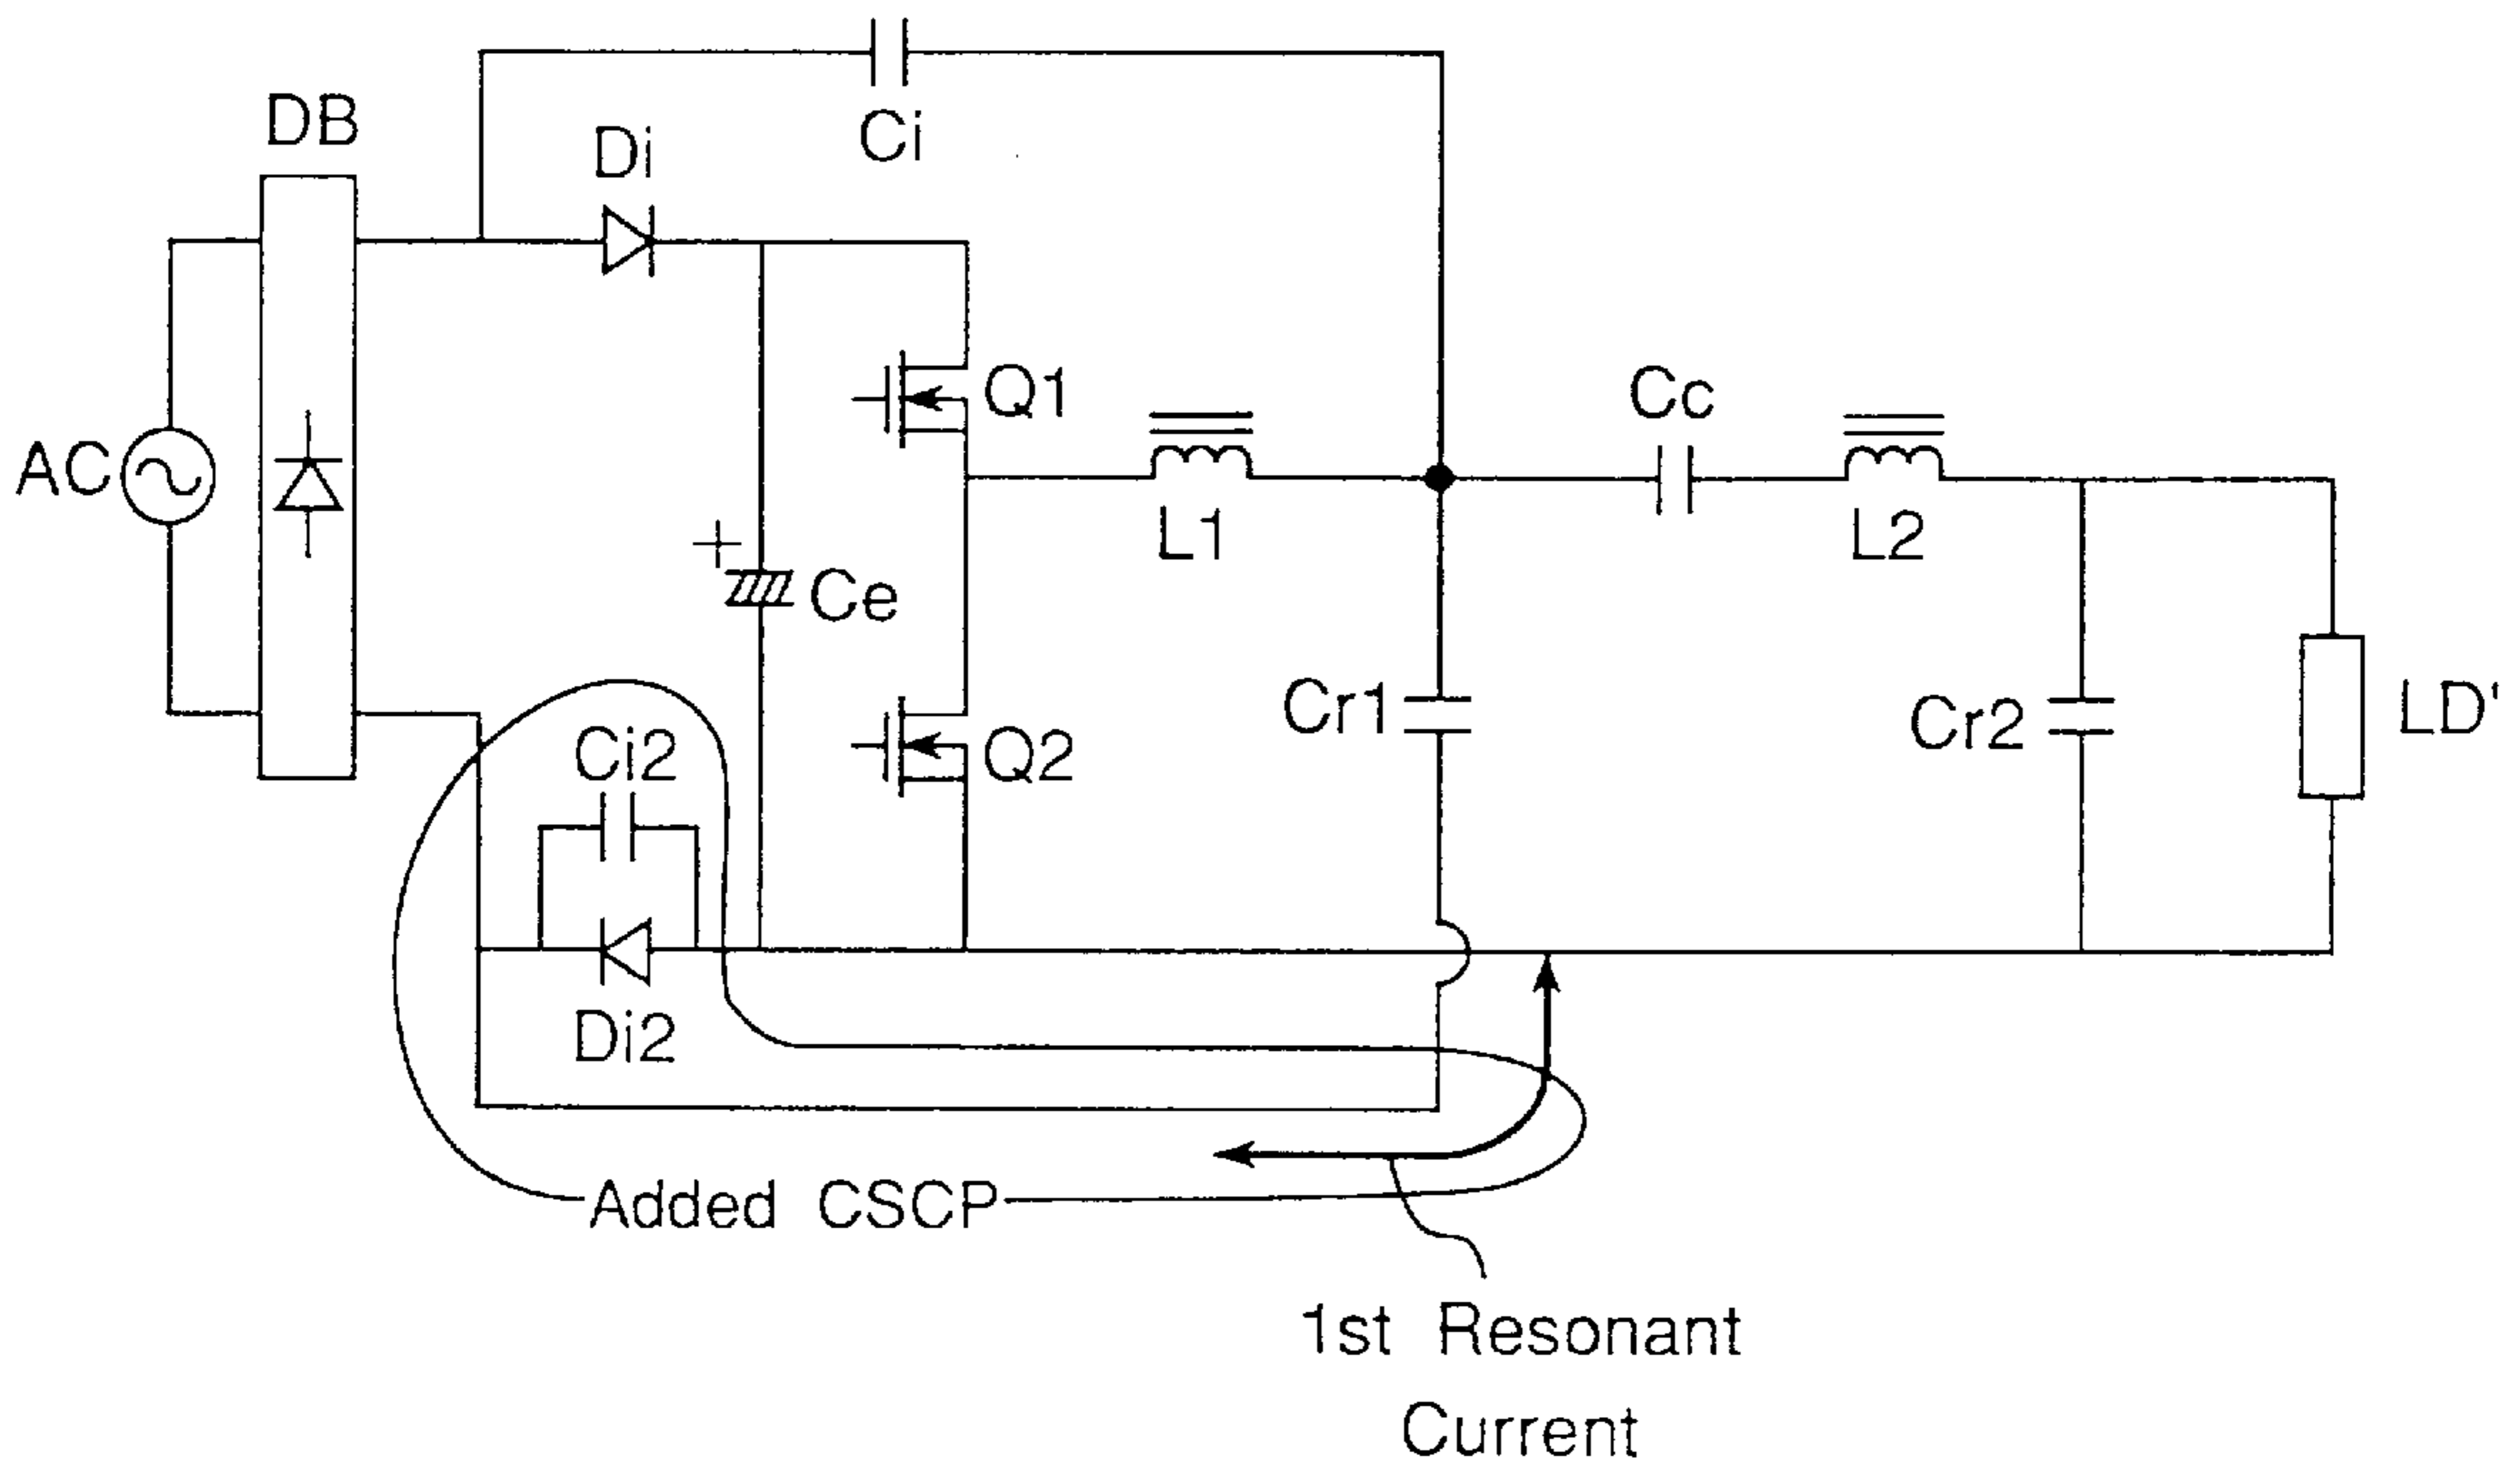 DB
Ci
Di
AC
Q1
Cc
L1
L2
+
Ce
Cr1
Cr2
LD'
Ci2
Q2
Di2
Added CSCP
1st Resonant
Current